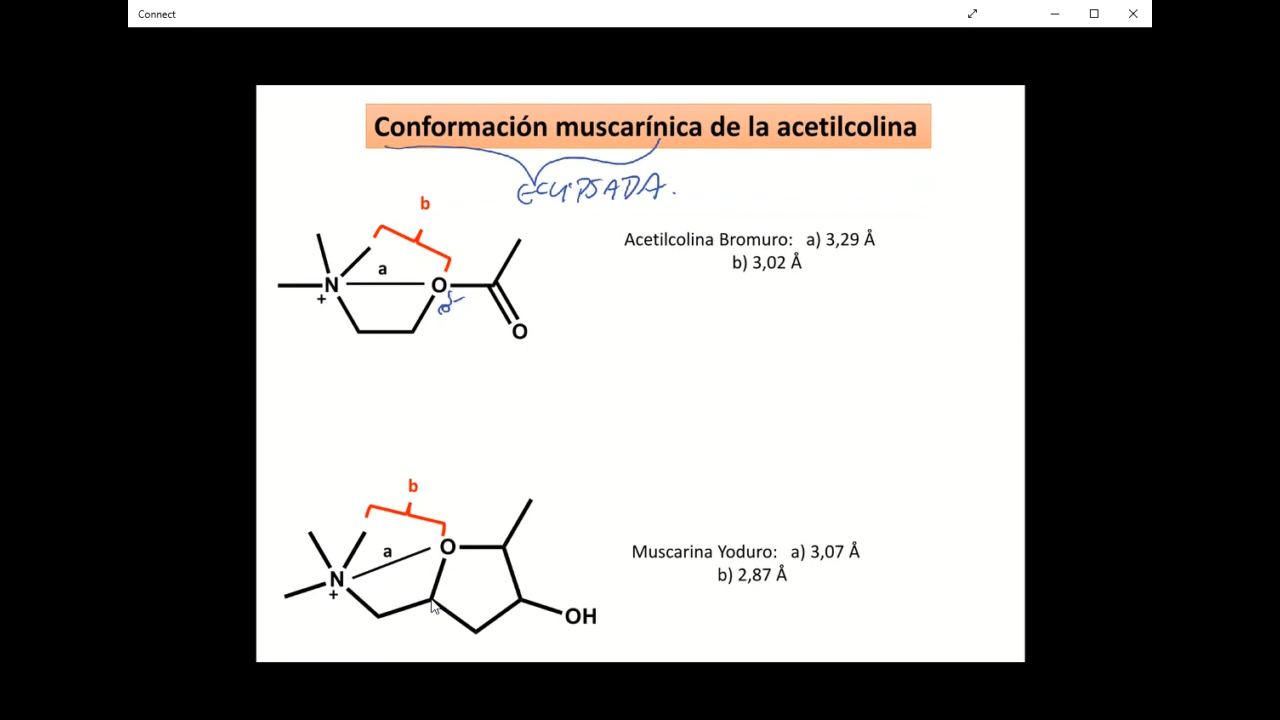 Connect
Conformación muscarínica de la acetilcolina
ECLIPSADA.
b
Acetilcolina Bromuro: a) 3,29 Å
b) 3,02 Å
a
N
O
+
δ-
O
b
Muscarina Yoduro: a) 3,07 Å
b) 2,87 Å
a
O
N
+
OH